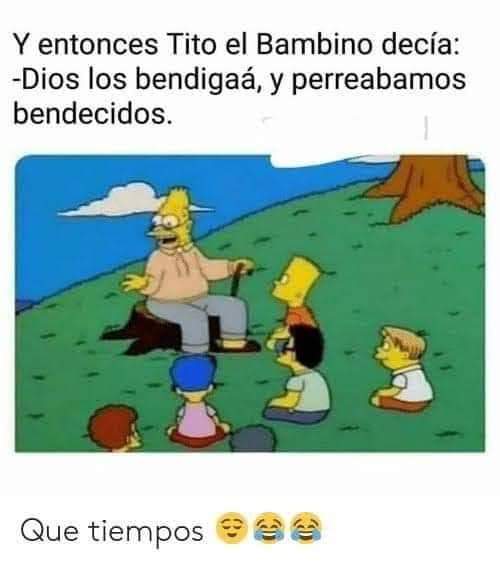 Y entonces Tito el Bambino decía:
-Dios los bendigaá, y perreabamos
bendecidos.
Que tiempos 😌😂😂